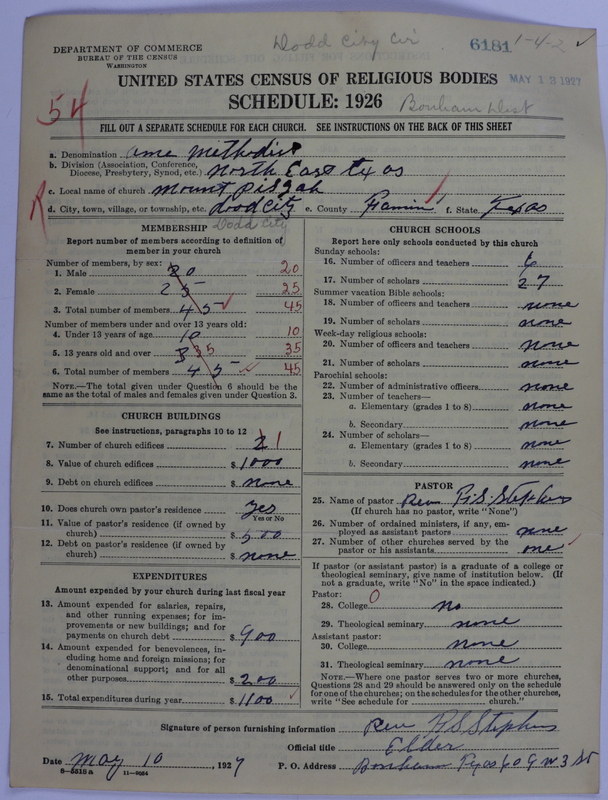 DEPARTMENT OF COMMERCE
BUREAU OF THE CENSUS
WASHINGTON
Dodd City Cir
6181 1-4-2 ✓
UNITED STATES CENSUS OF RELIGIOUS BODIES
MAY 13 1927
SCHEDULE: 1926
Bonham Dist
54
FILL OUT A SEPARATE SCHEDULE FOR EACH CHURCH. SEE INSTRUCTIONS ON THE BACK OF THIS SHEET
a. Denomination ame methodist
b. Division (Association, Conference, Diocese, Presbytery, Synod, etc.) North East texas
c. Local name of church mount pisgah
R
d. City, town, village, or township, etc. dodd city e. County Fannin f. State Texas
Dodd City
MEMBERSHIP
Report number of members according to definition of member in your church
Number of members, by sex:
1. Male 20 20
2. Female 25 25
3. Total number of members 45 ✓ 45
Number of members under and over 13 years old:
4. Under 13 years of age 10 10
5. 13 years old and over 35 35
6. Total number of members 45 ✓ 45
NOTE.—The total given under Question 6 should be the same as the total of males and females given under Question 3.
CHURCH BUILDINGS
See instructions, paragraphs 10 to 12
7. Number of church edifices 1
8. Value of church edifices $ 1000
9. Debt on church edifices $ none
10. Does church own pastor's residence? yes
Yes or No
11. Value of pastor's residence (if owned by church) $ 500
12. Debt on pastor's residence (if owned by church) $ none
EXPENDITURES
Amount expended by church during last fiscal year
13. Amount expended for salaries, repairs, and other running expenses; for improvements or new buildings; and for payments on church debt $ 900
14. Amount expended for benevolences, including home and foreign missions; for denominational support; and for all other purposes $ 200
15. Total expenditures during year $ 1100 ✓
CHURCH SCHOOLS
Report here only schools conducted by this church
Sunday schools:
16. Number of officers and teachers 6
17. Number of scholars 27
Summer vacation Bible schools:
18. Number of officers and teachers none
19. Number of scholars none
Week-day religious schools:
20. Number of officers and teachers none
21. Number of scholars none
Parochial schools:
22. Number of administrative officers none
23. Number of teachers—
a. Elementary (grades 1 to 8) none
b. Secondary none
24. Number of scholars—
a. Elementary (grades 1 to 8) none
b. Secondary none
PASTOR
25. Name of pastor Rev. R.S. Stephens
(If church has no pastor, write "None")
26. Number of ordained ministers, if any, employed as assistant pastors none
27. Number of other churches served by the pastor or his assistants one ✓
If pastor (or assistant pastor) is a graduate of a college or theological seminary, give name of institution below. (If not a graduate, write "No" in the space indicated.)
Pastor: 0
28. College no
29. Theological seminary none
Assistant pastor:
30. College none
31. Theological seminary none
NOTE.—Where one pastor serves two or more churches, Questions 28 and 29 should be answered only on the schedule for one of the churches; on the schedules for the other churches, write "See schedule for church."
Signature of person furnishing information Rev R S Stephens
Official title Elder
Date may 10, 1927 P. O. Address Bonham 609 W 3 St
8—5518 a 11—9684